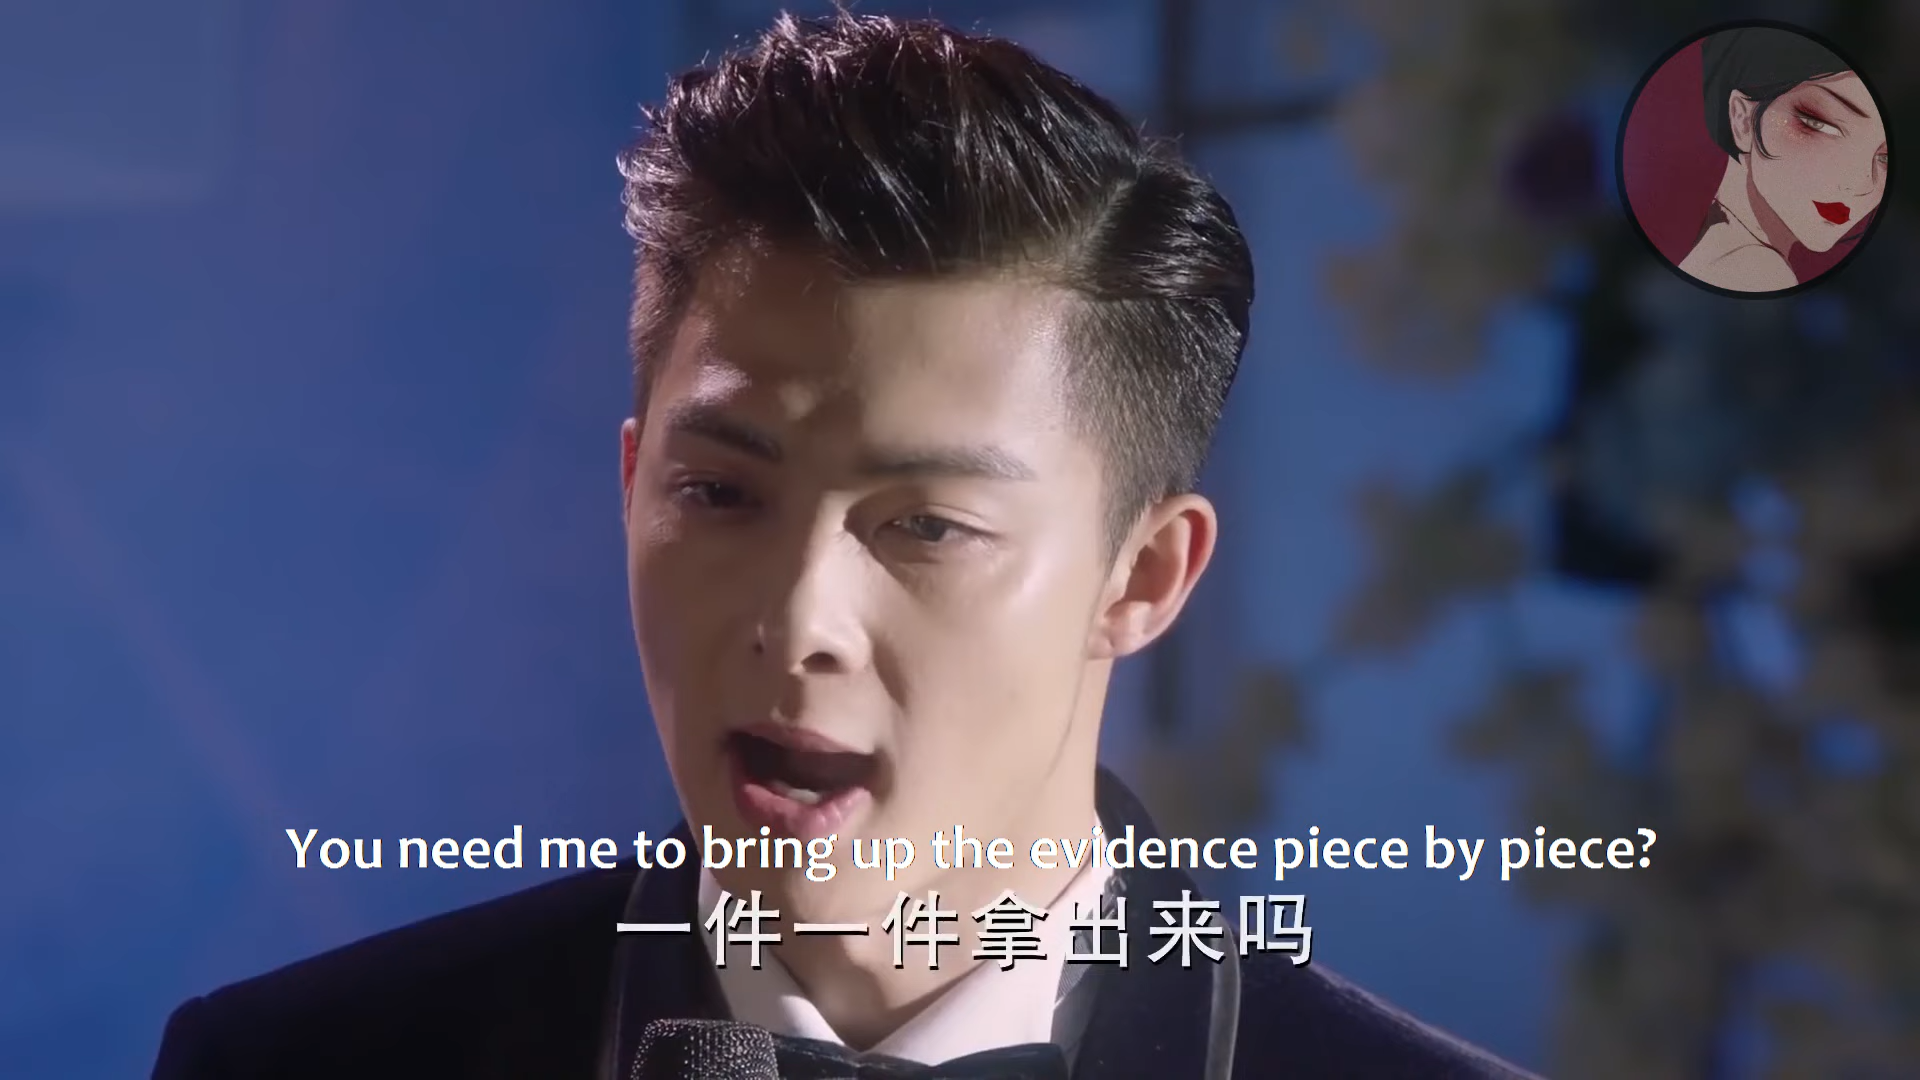 You need me to bring up the evidence piece by piece?
一件一件拿出来吗